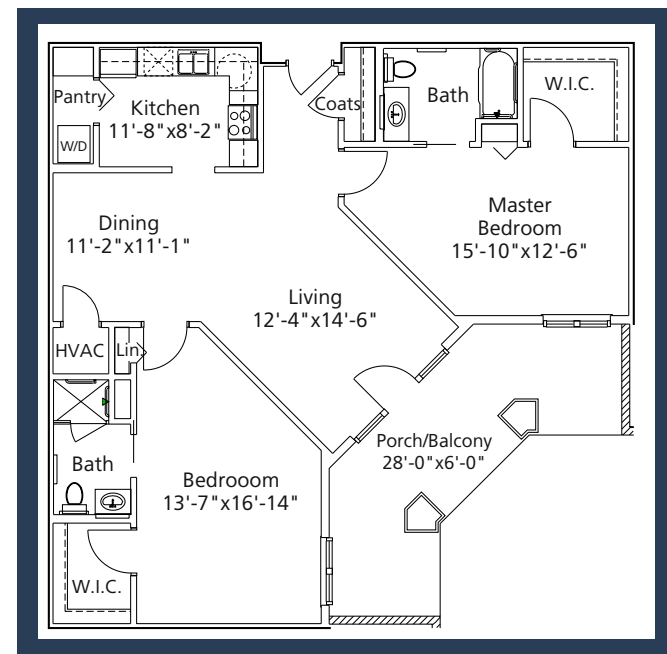 Pantry
Kitchen
11'-8"x8'-2"
W/D
Coats
Bath
W.I.C.
Master
Bedroom
15'-10"x12'-6"
Dining
11'-2"x11'-1"
Living
12'-4"x14'-6"
HVAC
Lin.
Porch/Balcony
28'-0"x6'-0"
Bath
Bedrooom
13'-7"x16'-14"
W.I.C.